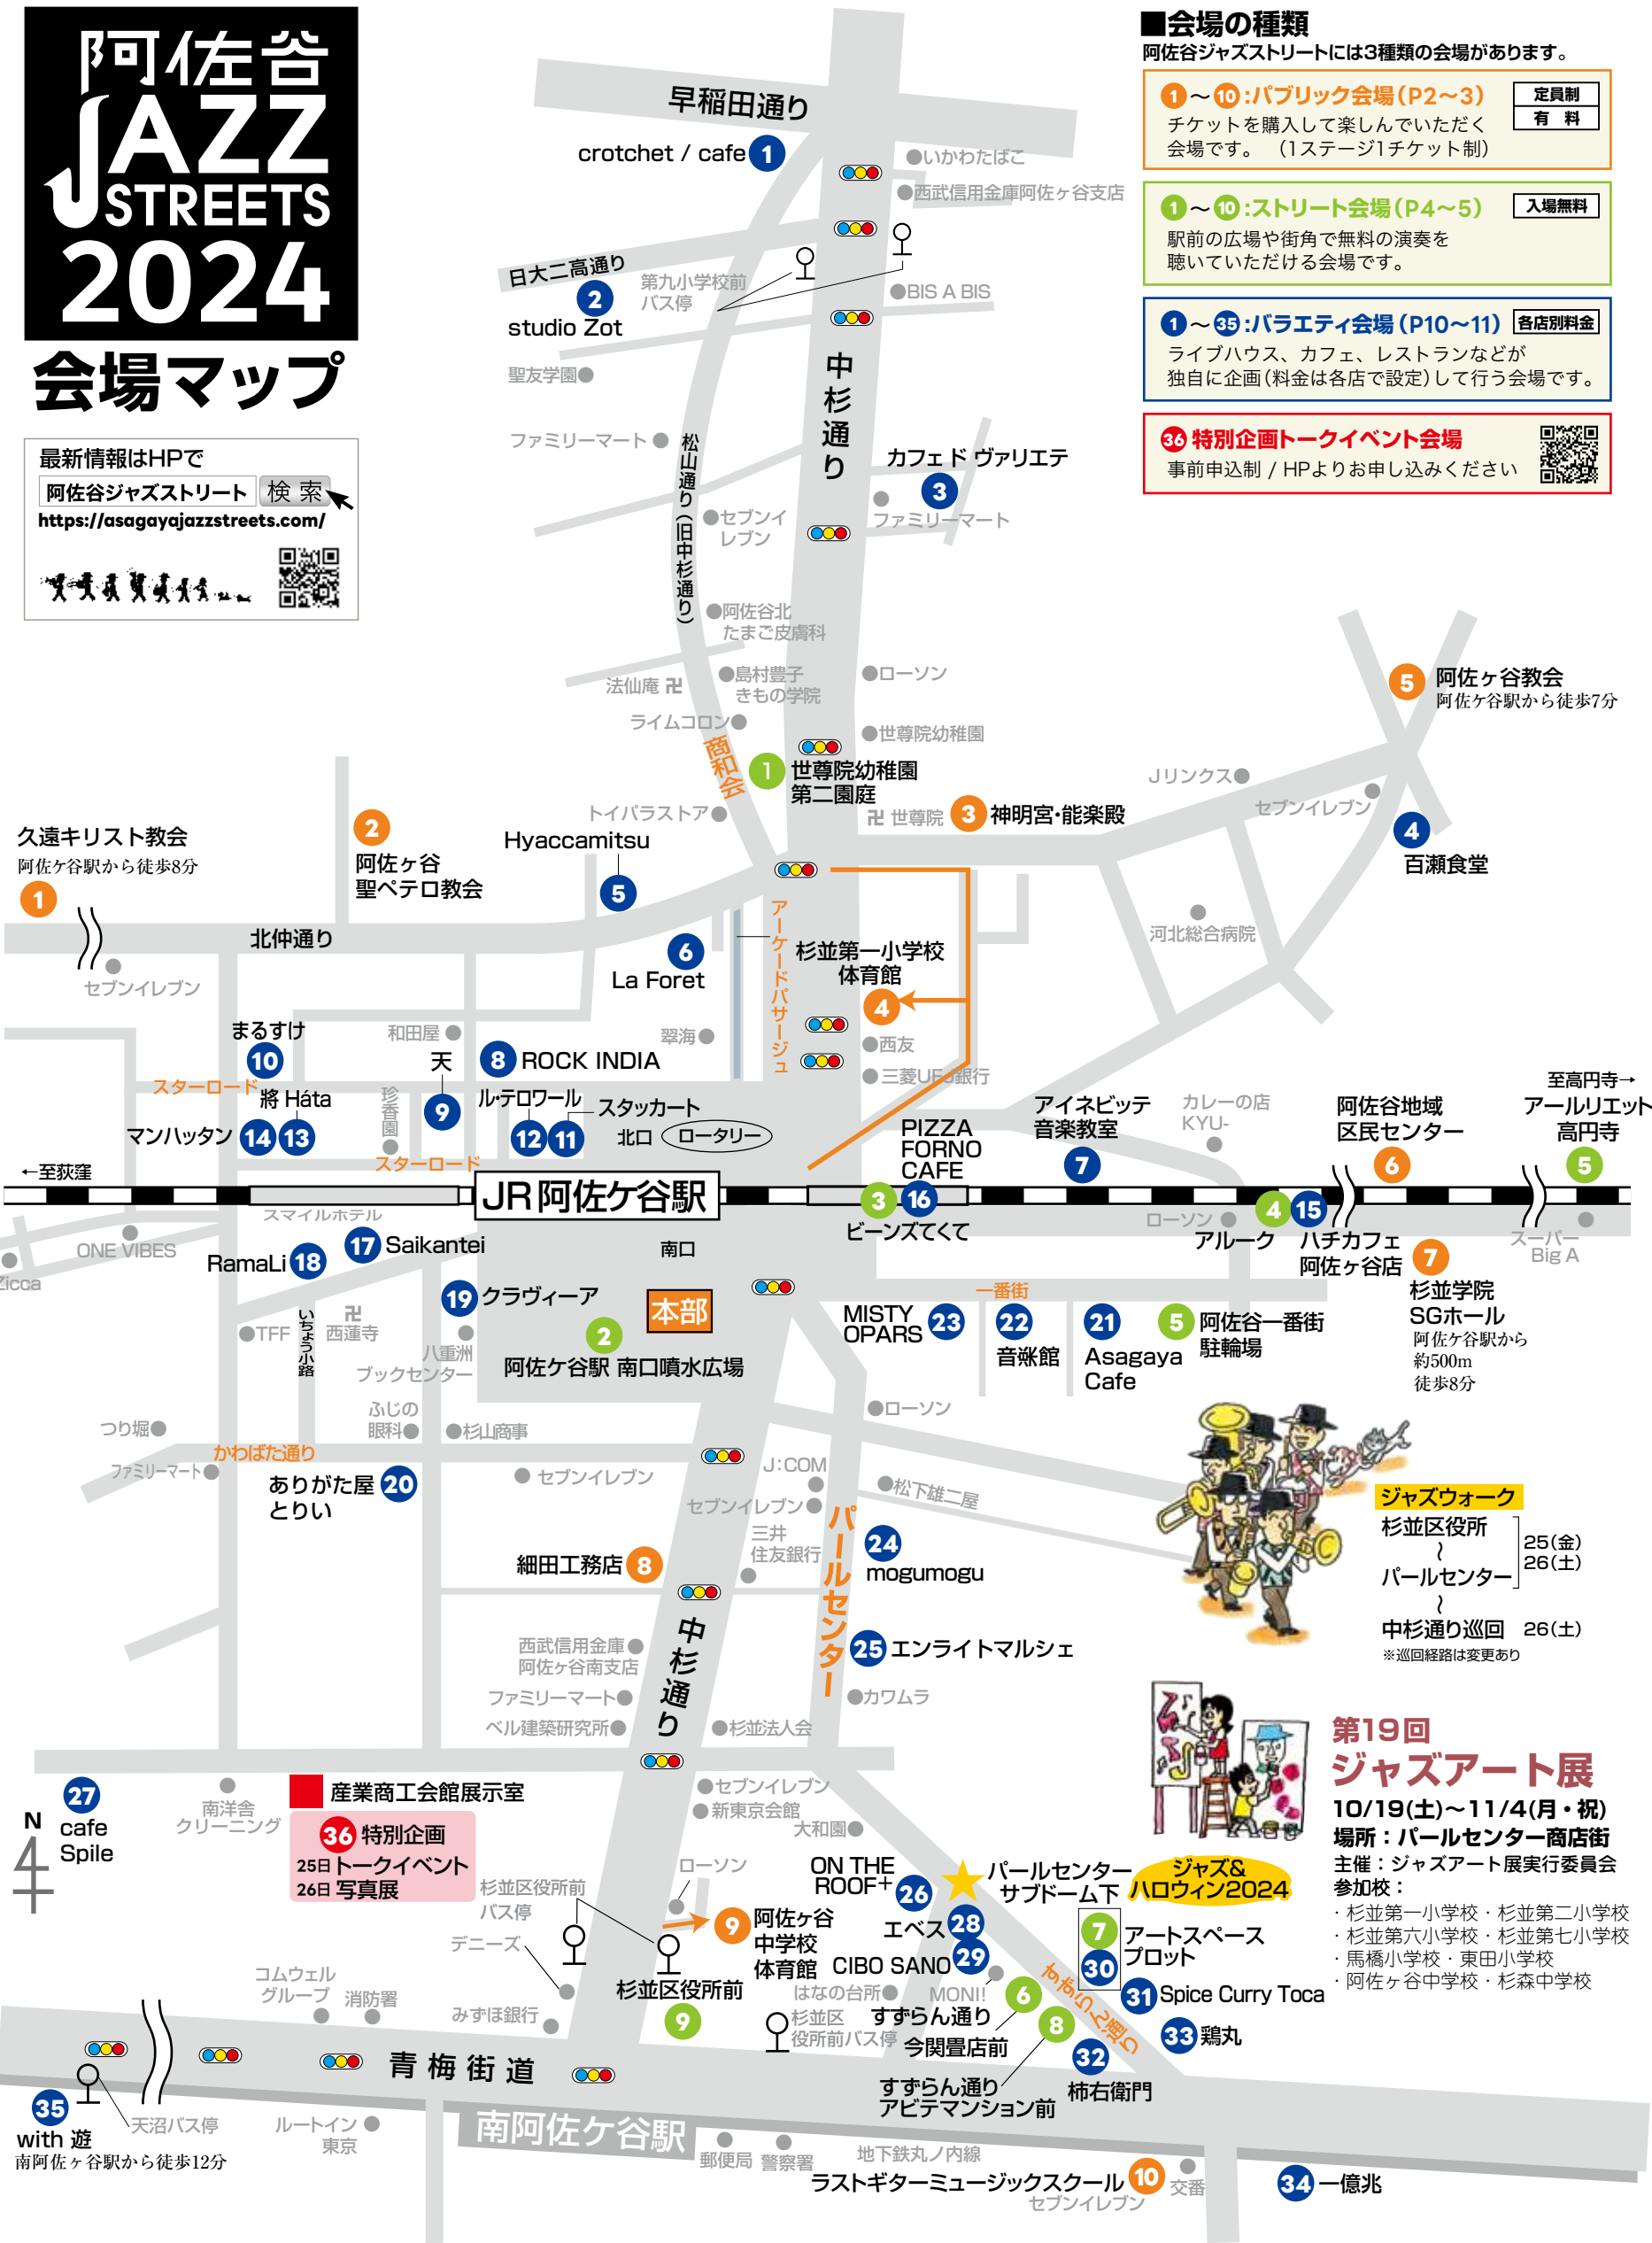 阿佐谷
JAZZ
STREETS
2024
会場マップ
最新情報はHPで
阿佐谷ジャズストリート 検索
https://asagayajazzstreets.com/
■会場の種類
阿佐谷ジャズストリートには3種類の会場があります。
1〜10:パブリック会場(P2〜3)
定員制
有 料
チケットを購入して楽しんでいただく
会場です。 (1ステージ1チケット制)
1〜10:ストリート会場(P4〜5)
入場無料
駅前の広場や街角で無料の演奏を
聴いていただける会場です。
1〜35:バラエティ会場(P10〜11)
各店別料金
ライブハウス、カフェ、レストランなどが
独自に企画(料金は各店で設定)して行う会場です。
36 特別企画トークイベント会場
事前申込制 / HPよりお申し込みください
早稲田通り
crotchet / cafe 1
いかわたばこ
西武信用金庫阿佐ヶ谷支店
日大二高通り
2
studio Zot
第九小学校前
バス停
BIS A BIS
聖友学園
中杉通り
ファミリーマート
松山通り(旧中杉通り)
カフェ ド ヴァリエテ
3
ファミリーマート
セブンイ
レブン
阿佐谷北
たまご皮膚科
島村豊子
きもの学院
法仙庵 卍
ローソン
ライムコロン
世尊院幼稚園
商和会
1 世尊院幼稚園
第二園庭
5 阿佐ヶ谷教会
阿佐ケ谷駅から徒歩7分
Jリンクス
セブンイレブン
トイパラストア
卍 世尊院
3 神明宮・能楽殿
4
百瀬食堂
久遠キリスト教会
阿佐ケ谷駅から徒歩8分
1
2
阿佐ヶ谷
聖ペテロ教会
Hyaccamitsu
5
北仲通り
セブンイレブン
6
La Foret
アーケードパサージュ
杉並第一小学校
体育館
4
河北総合病院
まるすけ
10
和田屋
天
9
8 ROCK INDIA
翠海
西友
三菱UFJ銀行
スターロード
將 Háta
マンハッタン 14 13
珍香園
ル・テロワール
12 11
スタッカート
北口 ロータリー
スターロード
PIZZA
FORNO
CAFE
アイネビッテ
音楽教室
7
カレーの店
KYU-
阿佐谷地域
区民センター
6
至高円寺→
アールリエット
高円寺
5
←至荻窪
JR 阿佐ケ谷駅
3 16
ビーンズてくて
スマイルホテル
ONE VIBES
Zicca
RamaLi 18
17 Saikantei
南口
ローソン
4 15
アルーク
ハチカフェ
阿佐ヶ谷店
7
杉並学院
SGホール
阿佐ケ谷駅から
約500m
徒歩8分
スーパー
Big A
19 クラヴィーア
本部
2
阿佐ケ谷駅 南口噴水広場
TFF
いちょう小路
卍
西蓮寺
八重洲
ブックセンター
一番街
MISTY
OPARS 23
22
音楽館
21
Asagaya
Cafe
5 阿佐谷一番街
駐輪場
つり堀
ふじの
眼科
杉山商事
ローソン
かわばた通り
ファミリーマート
ありがた屋 20
とりい
セブンイレブン
J:COM
セブンイレブン
松下雄二屋
三井
住友銀行
パールセンター
24
mogumogu
細田工務店 8
中杉通り
25 エンライトマルシェ
西武信用金庫
阿佐ヶ谷南支店
ファミリーマート
ベル建築研究所
杉並法人会
カワムラ
ジャズウォーク
杉並区役所
〜
パールセンター
25(金)
26(土)
〜
中杉通り巡回 26(土)
※巡回経路は変更あり
第19回
ジャズアート展
10/19(土)〜11/4(月・祝)
場所：パールセンター商店街
主催：ジャズアート展実行委員会
参加校：
・杉並第一小学校・杉並第二小学校
・杉並第六小学校・杉並第七小学校
・馬橋小学校・東田小学校
・阿佐ヶ谷中学校・杉森中学校
27
cafe
Spile
N
南洋舎
クリーニング
産業商工会館展示室
36 特別企画
25日 トークイベント
26日 写真展
セブンイレブン
新東京会館
大和園
杉並区役所前
バス停
ローソン
9 阿佐ヶ谷
中学校
体育館
ON THE
ROOF+ 26
パールセンター
サブドーム下
ジャズ&
ハロウィン2024
エベス 28
CIBO SANO 29
7 アートスペース
30 プロット
デニーズ
コムウェル
グループ
消防署
みずほ銀行
杉並区役所前
9
はなの台所
MONI!
杉並区
役所前バス停
すずらん通り
今関畳店前
6
すずらん通り
8
すずらん通り
アビテマンション前
31 Spice Curry Toca
33 鶏丸
32
柿右衛門
青梅街道
35
with 遊
南阿佐ヶ谷駅から徒歩12分
天沼バス停
ルートイン
東京
南阿佐ケ谷駅
郵便局
警察署
地下鉄丸ノ内線
ラストギターミュージックスクール 10
セブンイレブン
交番
34 一億兆